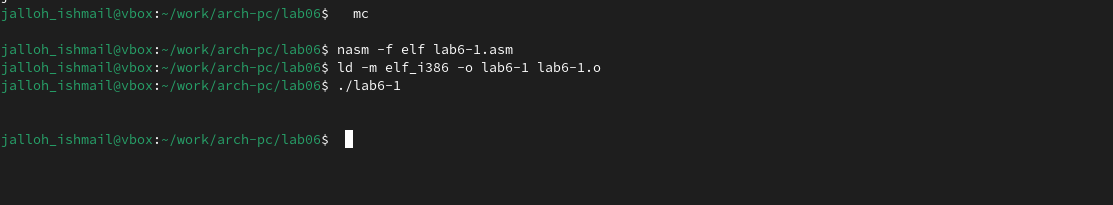 jalloh_ishmail@vbox:~/work/arch-pc/lab06$   mc
jalloh_ishmail@vbox:~/work/arch-pc/lab06$ nasm -f elf lab6-1.asm
jalloh_ishmail@vbox:~/work/arch-pc/lab06$ ld -m elf_i386 -o lab6-1 lab6-1.o
jalloh_ishmail@vbox:~/work/arch-pc/lab06$ ./lab6-1
jalloh_ishmail@vbox:~/work/arch-pc/lab06$